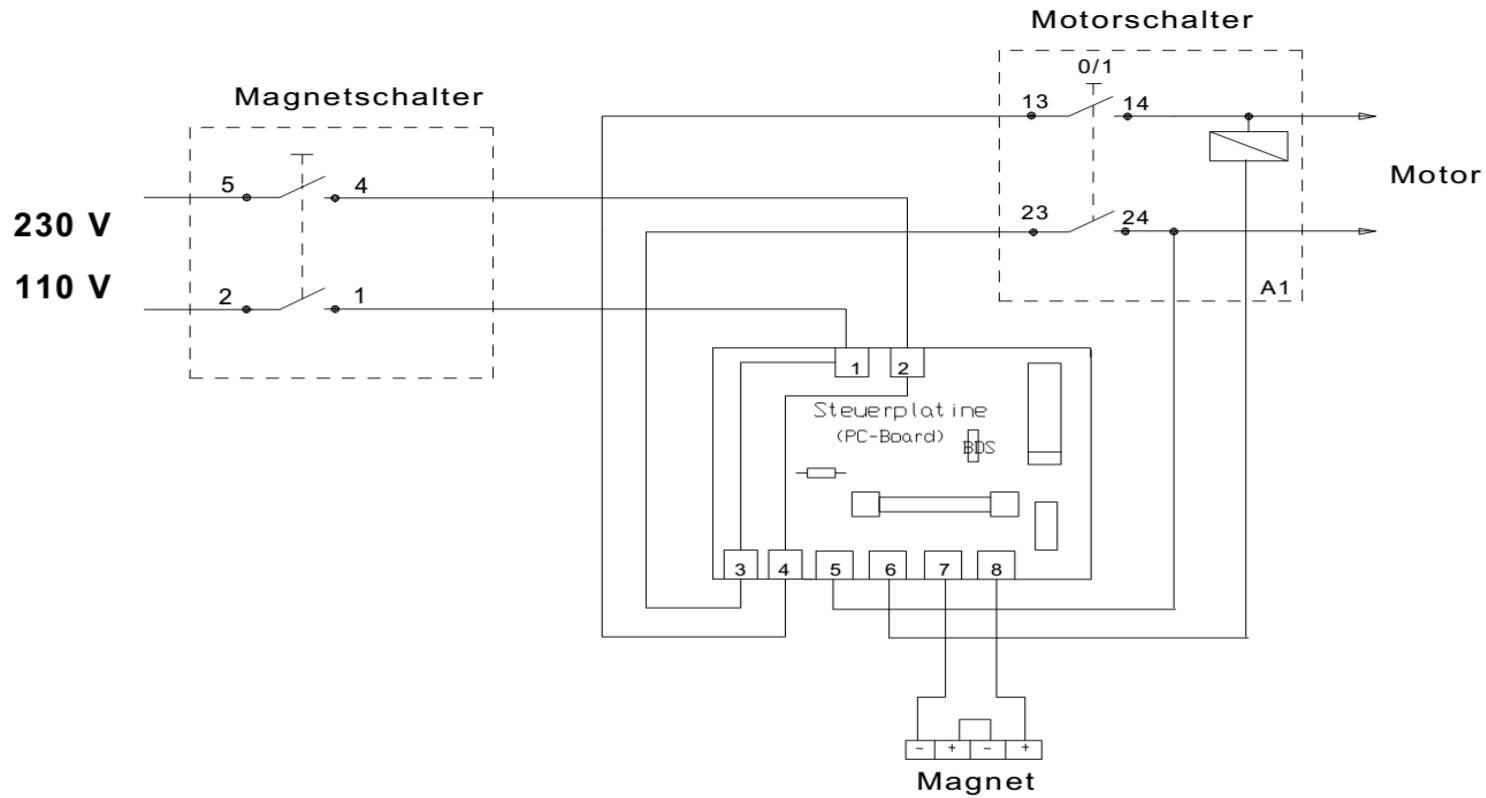 Motorschalter
0/1
Magnetschalter
13 14
5 4
Motor
230 V
23 24
110 V
2 1
A1
1 2
Steuerplatine
(PC-Board)
BDS
3 4 5 6 7 8
- + - +
Magnet